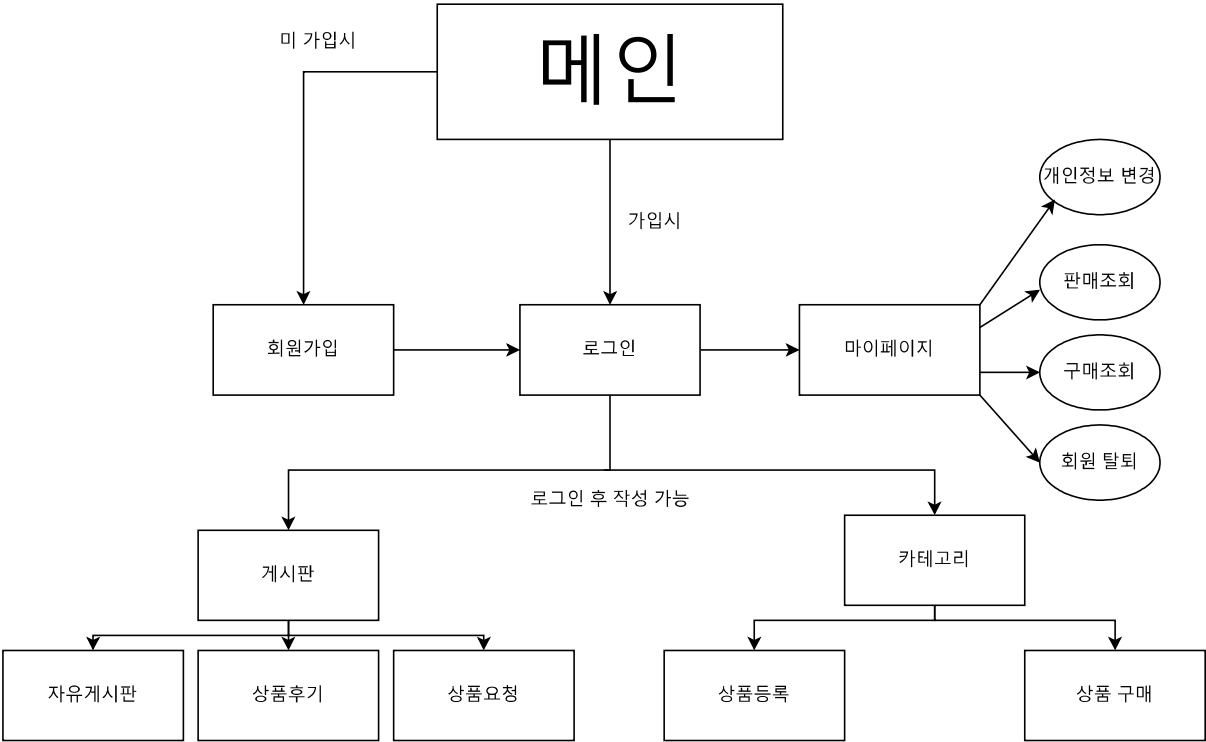 메인
미 가입시
가입시
개인정보 변경
판매조회
구매조회
회원 탈퇴
회원가입
로그인
마이페이지
로그인 후 작성 가능
게시판
카테고리
자유게시판
상품후기
상품요청
상품등록
상품 구매